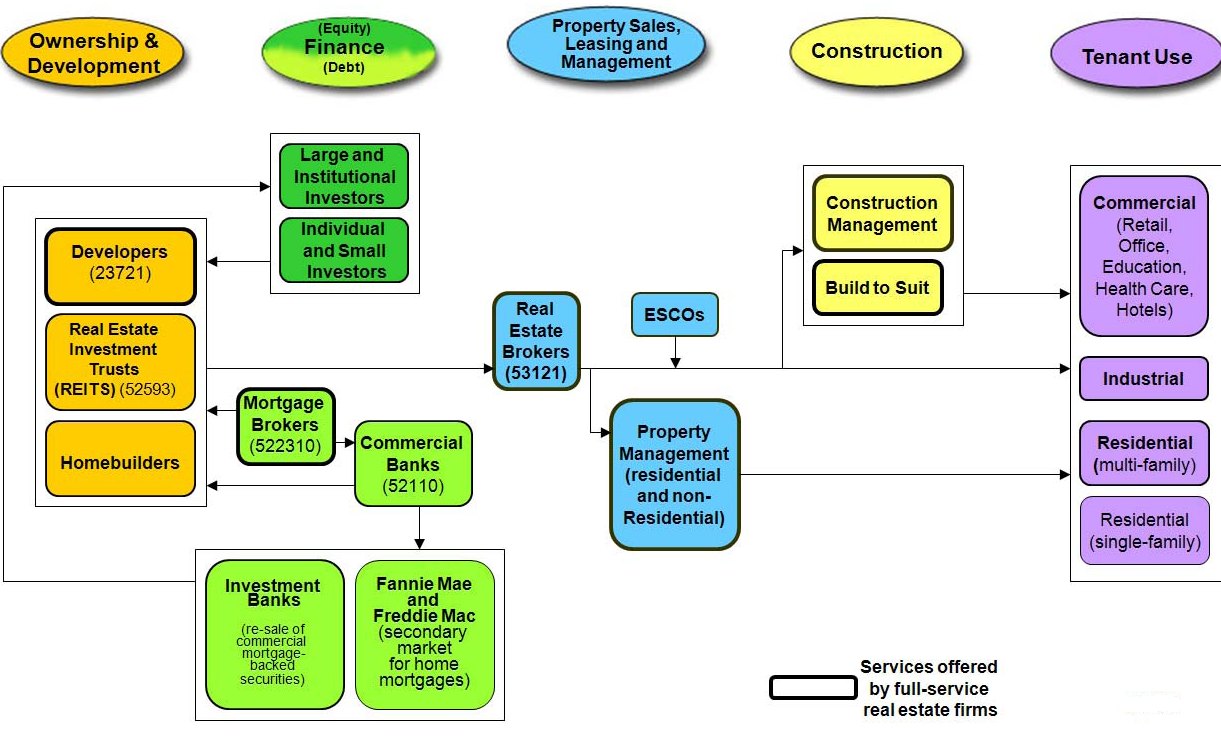 Ownership &
Development
(Equity)
Finance
(Debt)
Property Sales,
Leasing and
Management
Construction
Tenant Use
Large and
Institutional
Investors
Individual
and Small
Investors
Developers
(23721)
Real Estate
Investment
Trusts
(REITS) (52593)
Homebuilders
Mortgage
Brokers
(522310)
Commercial
Banks
(52110)
Investment
Banks
(re-sale of
commercial
mortgage-
backed
securities)
Fannie Mae
and
Freddie Mac
(secondary
market
for home
mortgages)
Real
Estate
Brokers
(53121)
ESCOs
Property
Management
(residential
and non-
Residential)
Construction
Management
Build to Suit
Commercial
(Retail,
Office,
Education,
Health Care,
Hotels)
Industrial
Residential
(multi-family)
Residential
(single-family)
Services offered
by full-service
real estate firms